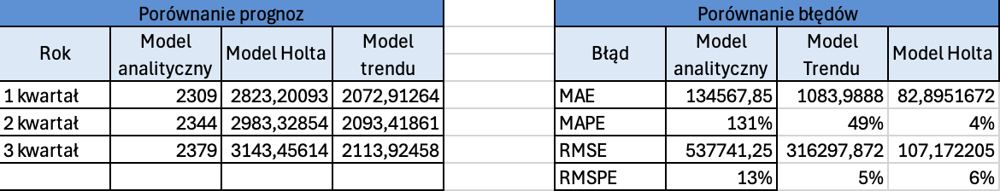 Porównanie prognoz
Rok Model analityczny Model Holta Model trendu
1 kwartał 2309 2823,20093 2072,91264
2 kwartał 2344 2983,32854 2093,41861
3 kwartał 2379 3143,45614 2113,92458
Porównanie błędów
Błąd Model analityczny Model Trendu Model Holta
MAE 134567,85 1083,9888 82,8951672
MAPE 131% 49% 4%
RMSE 537741,25 316297,872 107,172205
RMSPE 13% 5% 6%